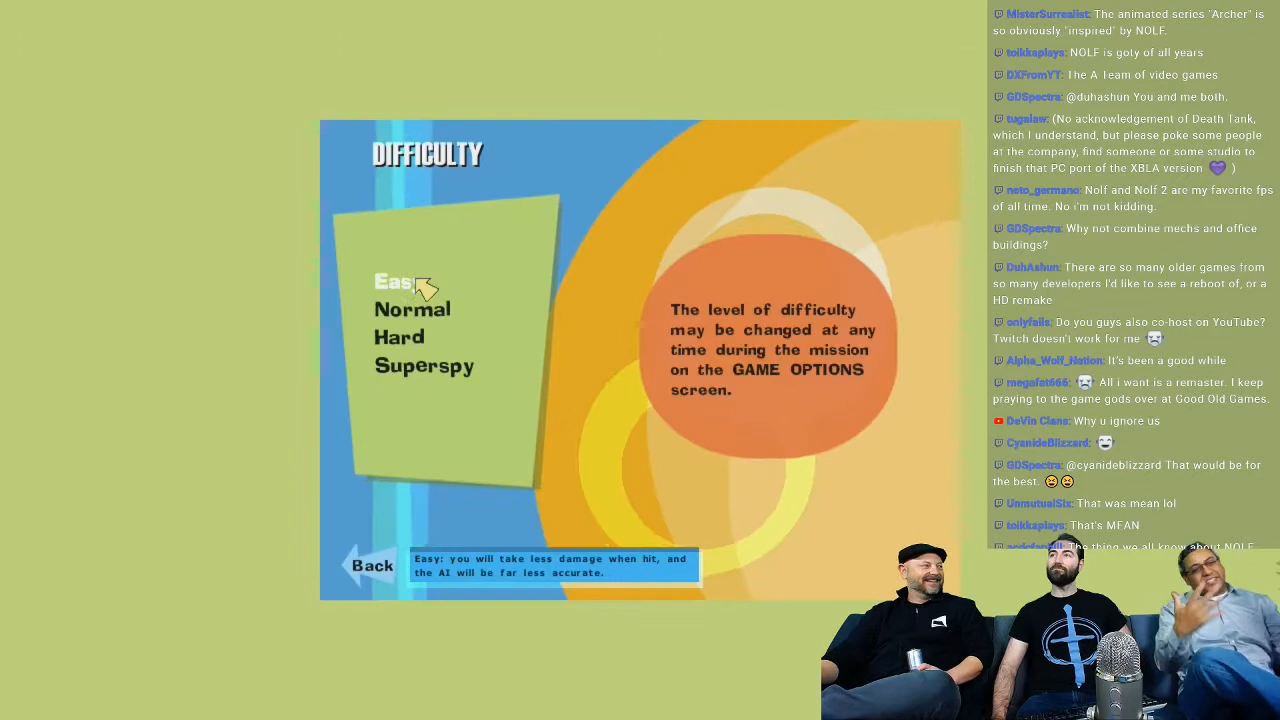 DIFFICULTY
Easy
Normal
Hard
Superspy
The level of difficulty
may be changed at any
time during the mission
on the GAME OPTIONS
screen.
Back
Easy: you will take less damage when hit, and
the AI will be far less accurate.
MisterSurrealist: The animated series "Archer" is
so obviously "inspired" by NOLF.
toikkaplays: NOLF is goty of all years
DXFromYT: The A Team of video games
GDSpectra: @duhashun You and me both.
tugalaw: (No acknowledgement of Death Tank,
which I understand, but please poke some people
at the company, find someone or some studio to
finish that PC port of the XBLA version 💜 )
neto_germano: Nolf and Nolf 2 are my favorite fps
of all time. No i'm not kidding.
GDSpectra: Why not combine mechs and office
buildings?
DuhAshun: There are so many older games from
so many developers I'd like to see a reboot of, or a
HD remake
onlyfails: Do you guys also co-host on YouTube?
Twitch doesn't work for me 😭
Alpha_Wolf_Nation: It's been a good while
megafat666: 😭 All i want is a remaster. I keep
praying to the game gods over at Good Old Games.
DeVin Clans: Why u ignore us
CyanideBlizzard:
GDSpectra: @cyanideblizzard That would be for
the best. 😆😆
UnmutualSix: That was mean lol
toikkaplays: That's MEAN
The thing we all know about NOLF